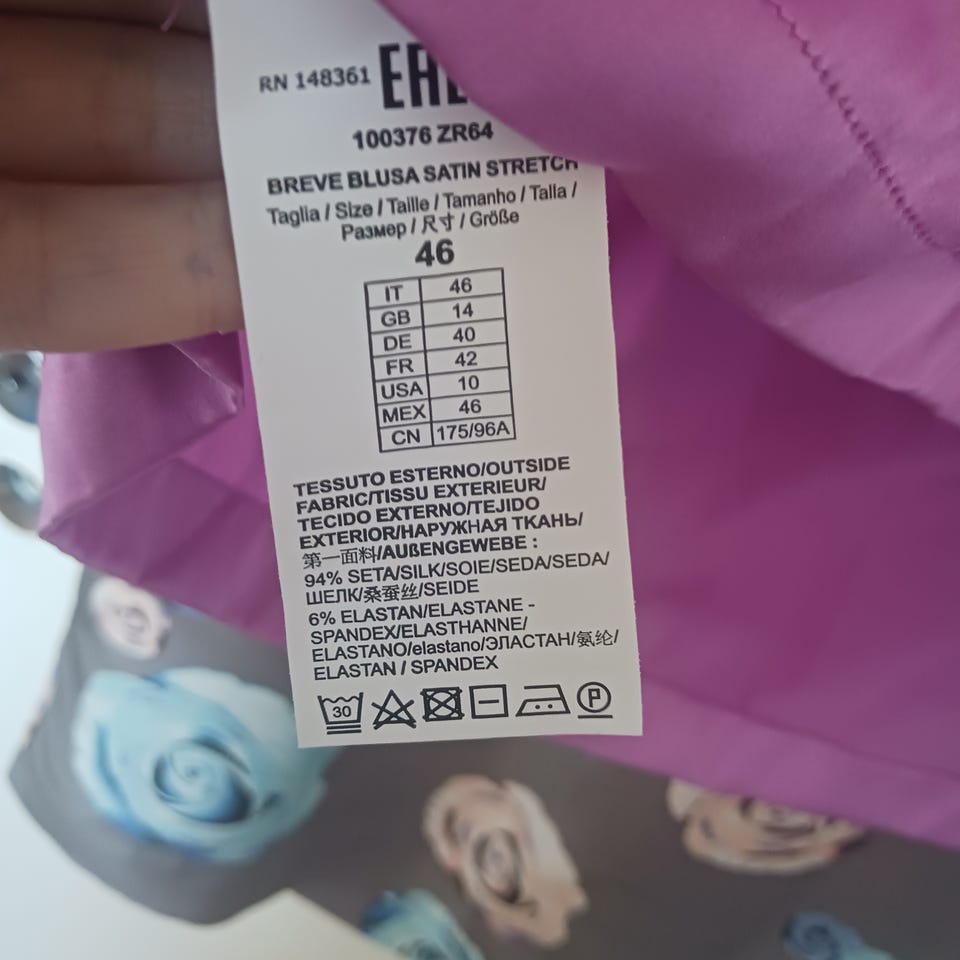 RN 148361 EAC
100376 ZR64
BREVE BLUSA SATIN STRETCH
Taglia / Size / Taille / Tamanho / Talla /
Размер / 尺寸 / Größe
46
IT 46
GB 14
DE 40
FR 42
USA 10
MEX 46
CN 175/96A
TESSUTO ESTERNO/OUTSIDE
FABRIC/TISSU EXTERIEUR/
TECIDO EXTERNO/TEJIDO
EXTERIOR/НАРУЖНАЯ ТКАНЬ/
第一面料/AUßENGEWEBE :
94% SETA/SILK/SOIE/SEDA/SEDA/
ШЕЛК/桑蚕丝/SEIDE
6% ELASTAN/ELASTANE -
SPANDEX/ELASTHANNE/
ELASTANO/elastano/ЭЛАСТАН/氨纶/
ELASTAN / SPANDEX
30 P